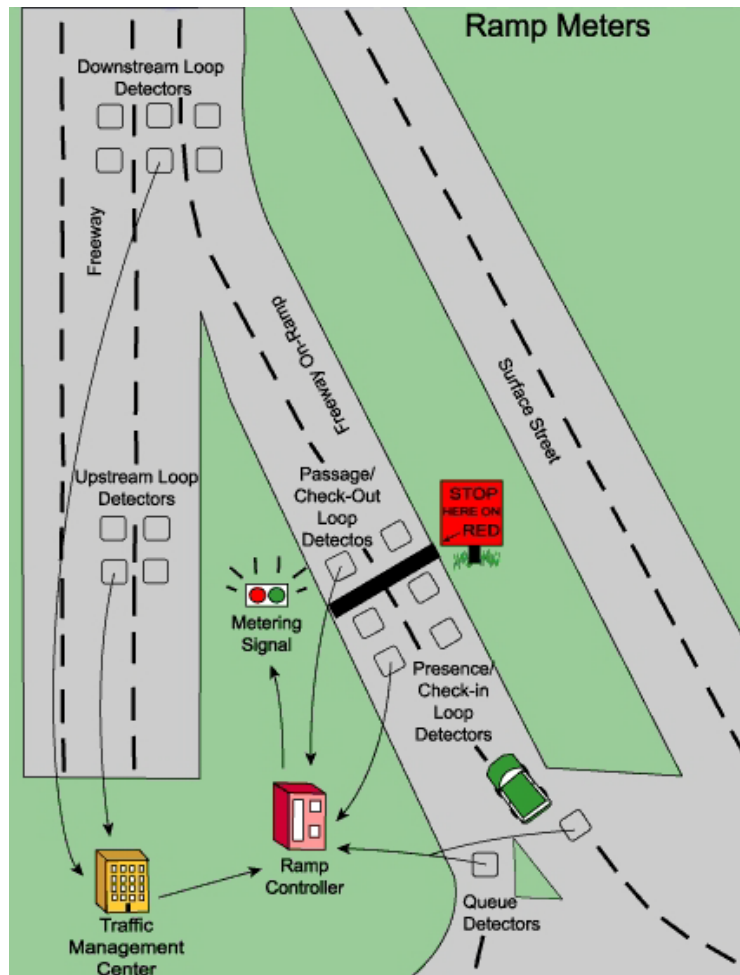 Ramp Meters
Downstream Loop
Detectors
Freeway
Freeway On-Ramp
Surface Street
Upstream Loop
Detectors
Passage/
Check-Out
Loop
Detectos
STOP
HERE ON
RED
Metering
Signal
Presence/
Check-in
Loop
Detectors
Ramp
Controller
Queue
Detectors
Traffic
Management
Center